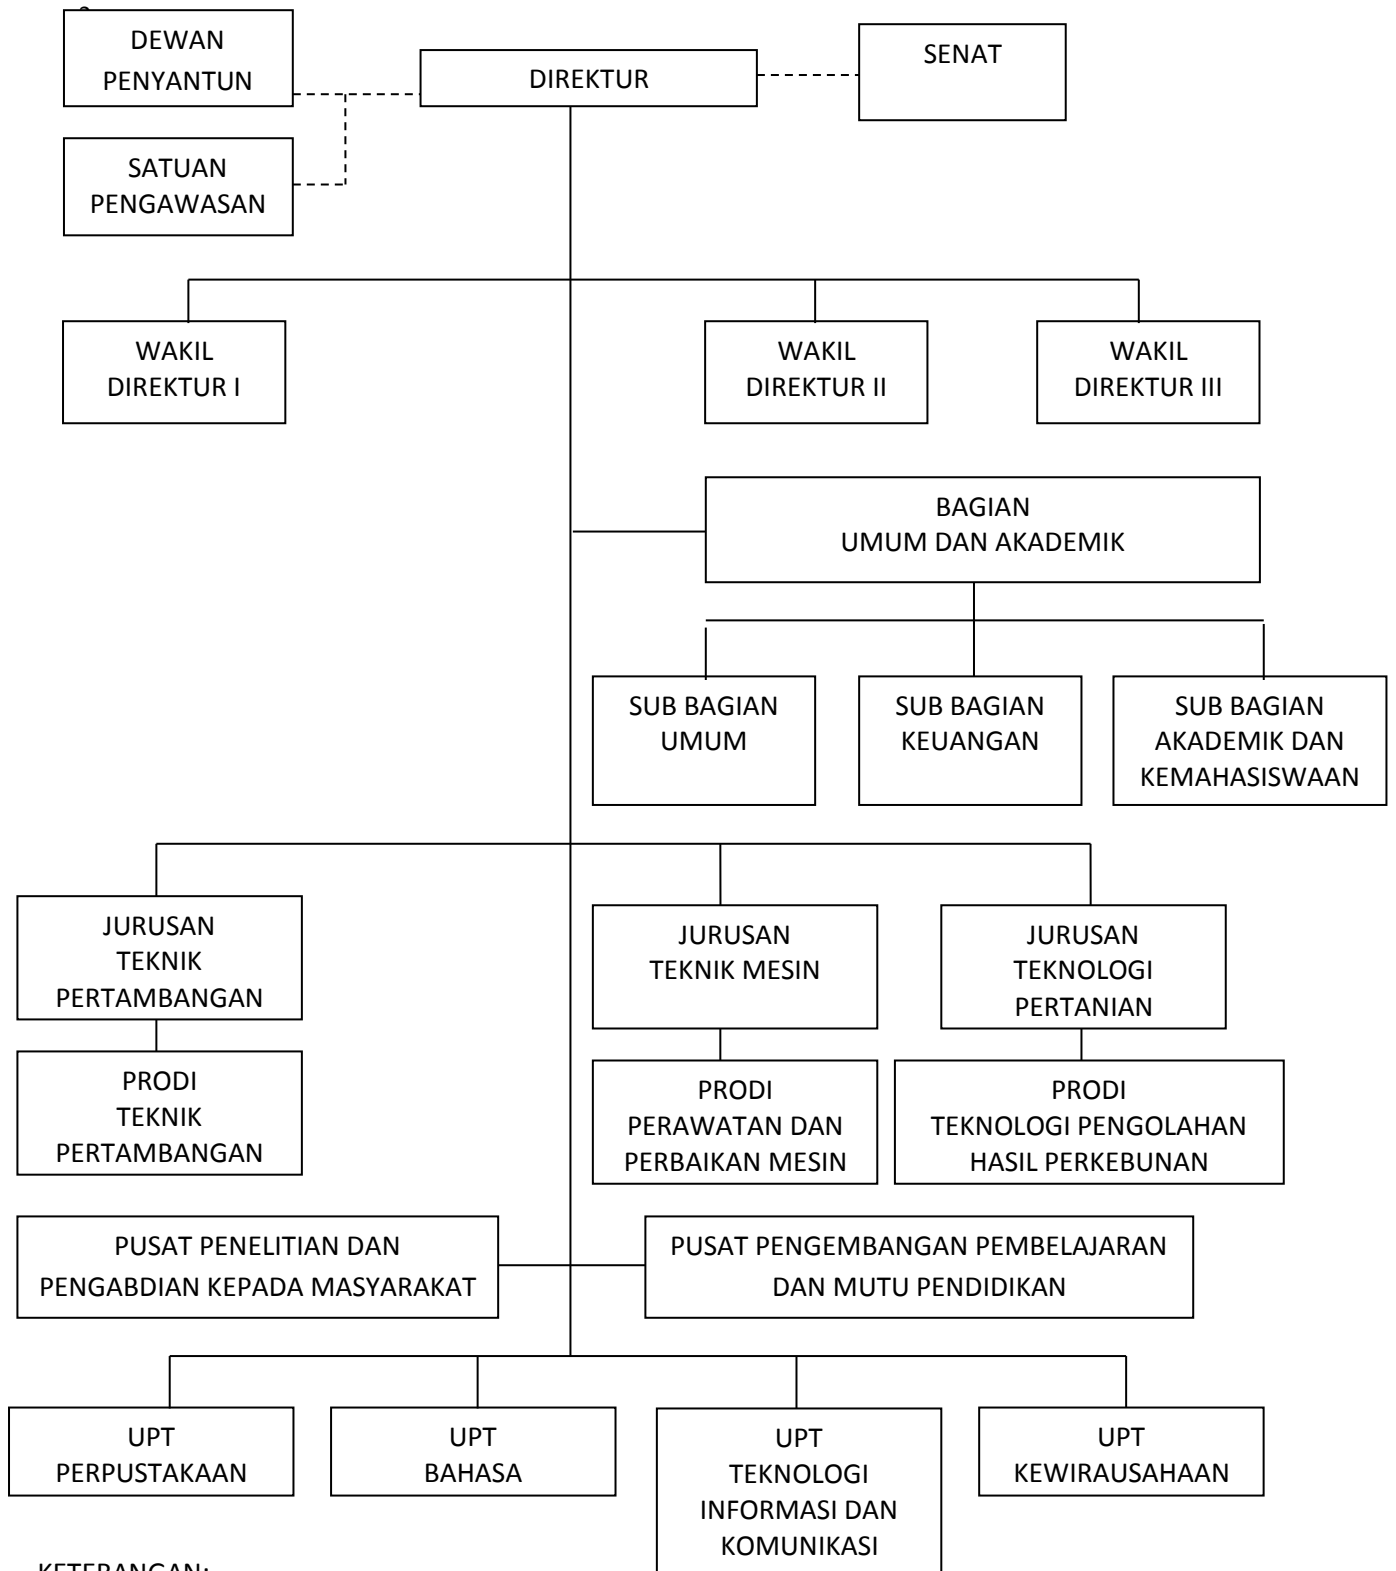 DEWAN
PENYANTUN
DIREKTUR
SENAT
SATUAN
PENGAWASAN
WAKIL
DIREKTUR I
WAKIL
DIREKTUR II
WAKIL
DIREKTUR III
BAGIAN
UMUM DAN AKADEMIK
SUB BAGIAN
UMUM
SUB BAGIAN
KEUANGAN
SUB BAGIAN
AKADEMIK DAN
KEMAHASISWAAN
JURUSAN
TEKNIK
PERTAMBANGAN
JURUSAN
TEKNIK MESIN
JURUSAN
TEKNOLOGI
PERTANIAN
PRODI
TEKNIK
PERTAMBANGAN
PRODI
PERAWATAN DAN
PERBAIKAN MESIN
PRODI
TEKNOLOGI PENGOLAHAN
HASIL PERKEBUNAN
PUSAT PENELITIAN DAN
PENGABDIAN KEPADA MASYARAKAT
PUSAT PENGEMBANGAN PEMBELAJARAN
DAN MUTU PENDIDIKAN
UPT
PERPUSTAKAAN
UPT
BAHASA
UPT
TEKNOLOGI
INFORMASI DAN
KOMUNIKASI
UPT
KEWIRAUSAHAAN
KETERANGAN: